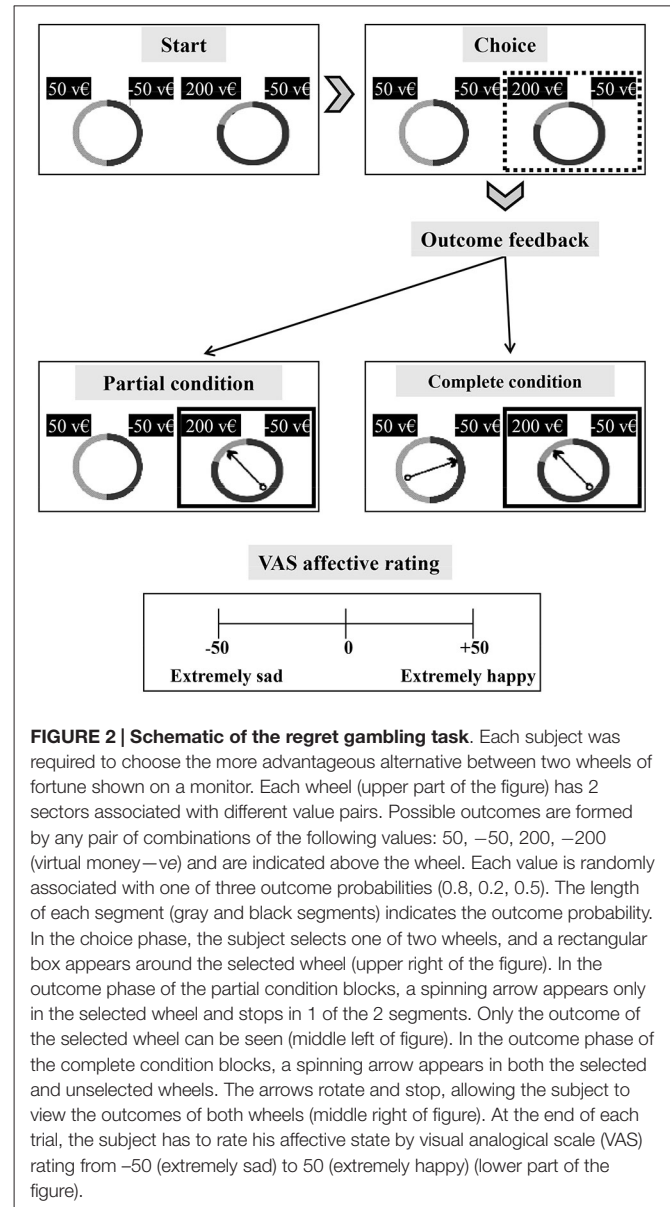 Start
Choice
50 v€ -50 v€ 200 v€ -50 v€
50 v€ -50 v€ 200 v€ -50 v€
Outcome feedback
Partial condition
Complete condition
50 v€ -50 v€ 200 v€ -50 v€
50 v€ -50 v€ 200 v€ -50 v€
VAS affective rating
-50 0 +50
Extremely sad Extremely happy
FIGURE 2 | Schematic of the regret gambling task. Each subject was
required to choose the more advantageous alternative between two wheels of
fortune shown on a monitor. Each wheel (upper part of the figure) has 2
sectors associated with different value pairs. Possible outcomes are formed
by any pair of combinations of the following values: 50, −50, 200, −200
(virtual money—ve) and are indicated above the wheel. Each value is randomly
associated with one of three outcome probabilities (0.8, 0.2, 0.5). The length
of each segment (gray and black segments) indicates the outcome probability.
In the choice phase, the subject selects one of two wheels, and a rectangular
box appears around the selected wheel (upper right of the figure). In the
outcome phase of the partial condition blocks, a spinning arrow appears only
in the selected wheel and stops in 1 of the 2 segments. Only the outcome of
the selected wheel can be seen (middle left of figure). In the outcome phase of
the complete condition blocks, a spinning arrow appears in both the selected
and unselected wheels. The arrows rotate and stop, allowing the subject to
view the outcomes of both wheels (middle right of figure). At the end of each
trial, the subject has to rate his affective state by visual analogical scale (VAS)
rating from –50 (extremely sad) to 50 (extremely happy) (lower part of the
figure).